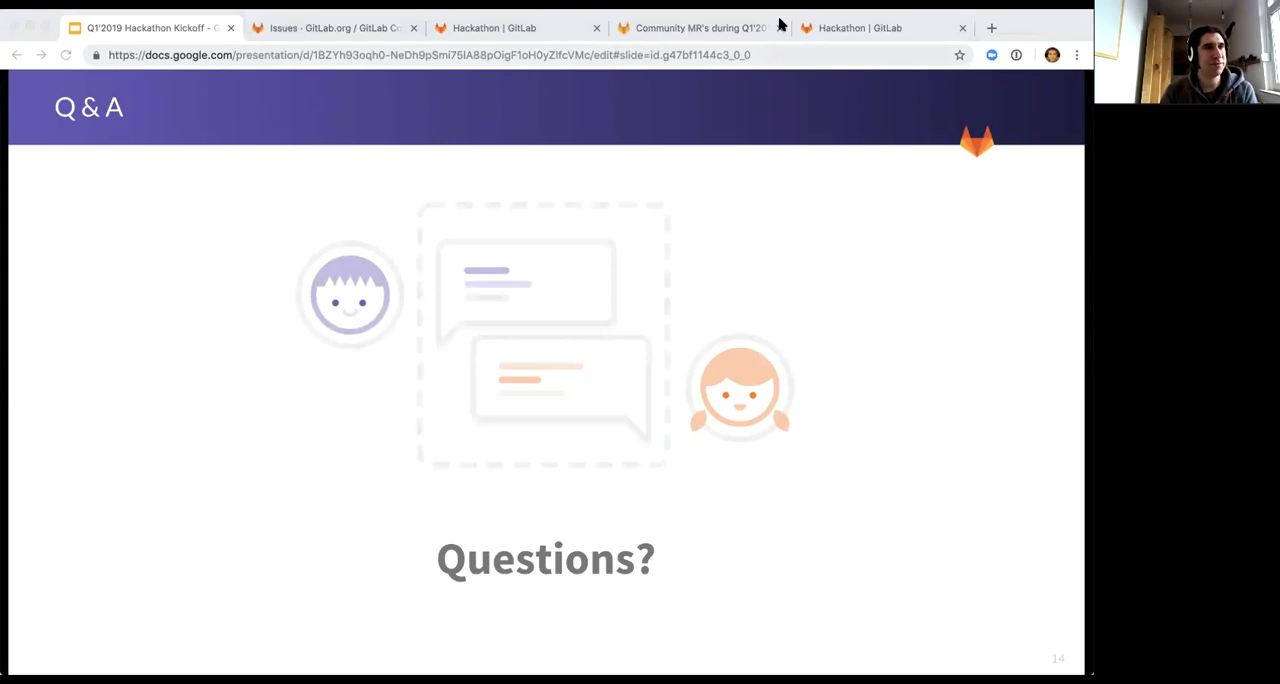 Q1'2019 Hackathon Kickoff - G
Issues · GitLab.org / GitLab Co
Hackathon | GitLab
Community MR's during Q1'20
Hackathon | GitLab
https://docs.google.com/presentation/d/1BZYh93oqh0-NeDh9pSmi75IA88pOigF1oH0yZlfcVMc/edit#slide=id.g47bf1144c3_0_0
Q & A
Questions?
14